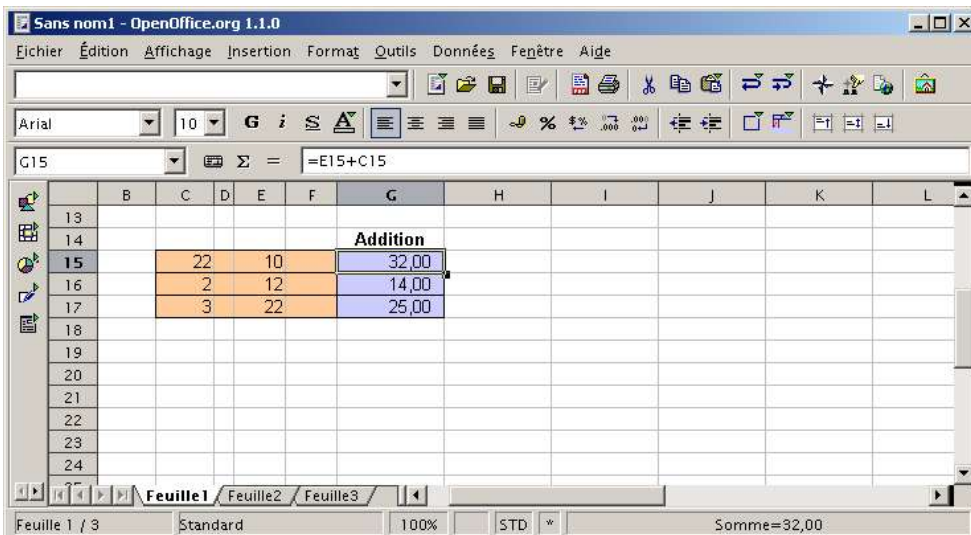 Sans nom1 - OpenOffice.org 1.1.0
Fichier Édition Affichage Insertion Format Outils Données Fenêtre Aide
Arial 10 G i S A
G15 Σ = =E15+C15
B C D E F G H I J K L
13
14 Addition
15 22 10 32,00
16 2 12 14,00
17 3 22 25,00
18
19
20
21
22
23
24
Feuille1 Feuille2 Feuille3
Feuille 1 / 3 Standard 100% STD * Somme=32,00